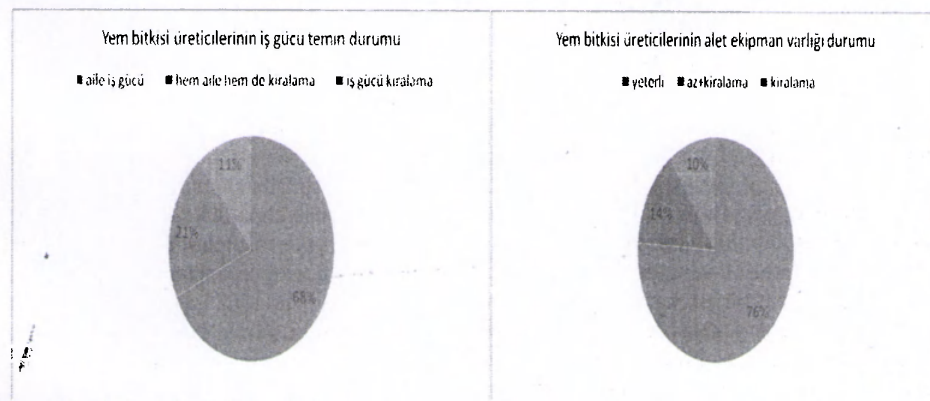 Yem bitkisi üreticilerinin iş gücü temin durumu
aile iş gücü hem aile hem de kiralama iş gücü kiralama
11%
21%
68%
Yem bitkisi üreticilerinin alet ekipman varlığı durumu
yeterli az+kiralama kiralama
10%
14%
76%